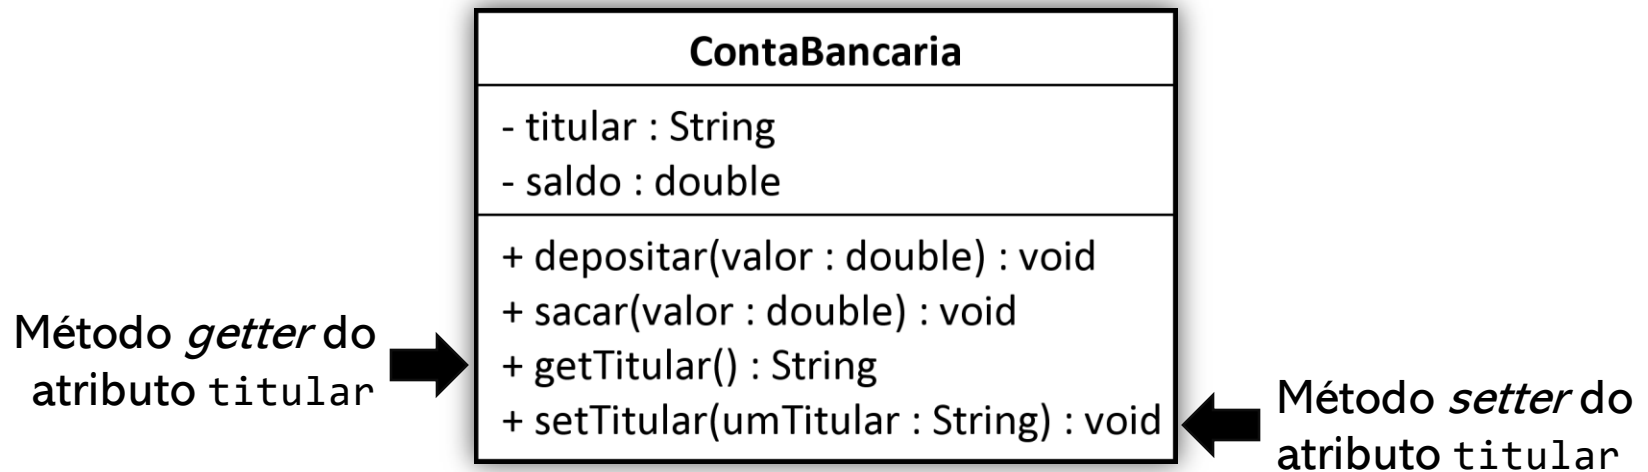 ContaBancaria
- titular : String
- saldo : double
+ depositar(valor : double) : void
+ sacar(valor : double) : void
+ getTitular() : String
+ setTitular(umTitular : String) : void
Método getter do
atributo titular
Método setter do
atributo titular